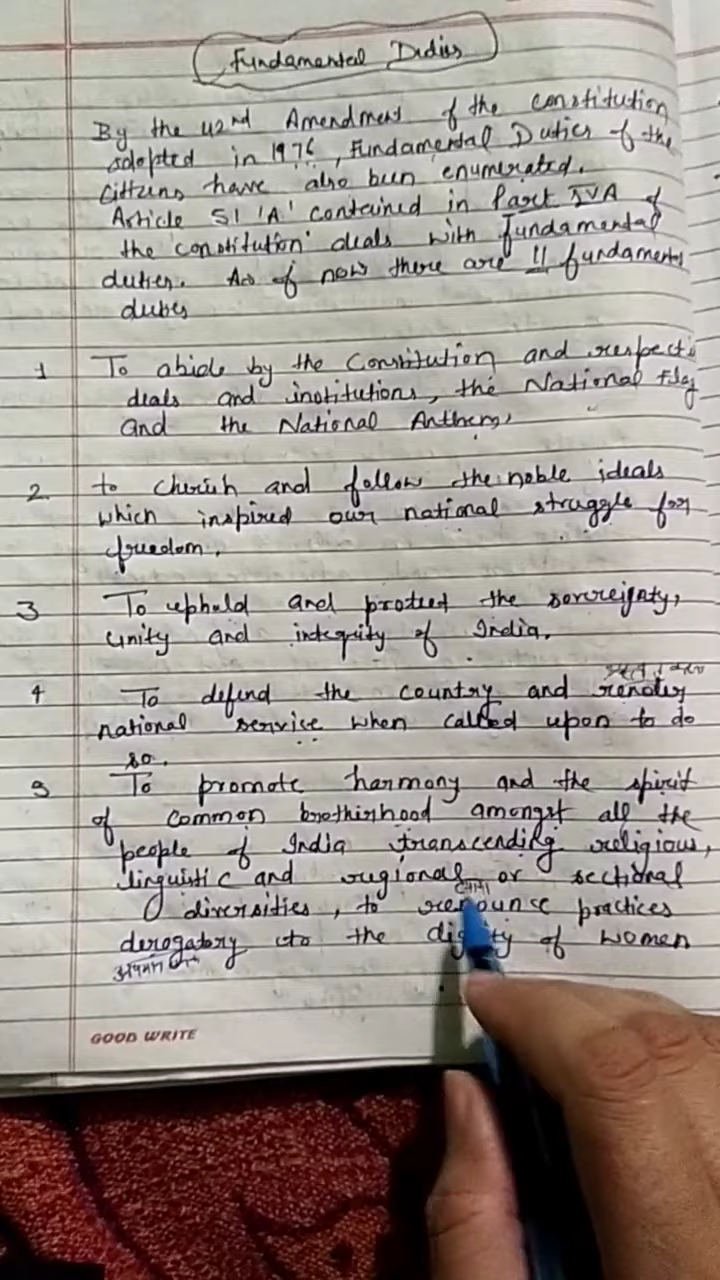 Fundamental Duties
By the 42nd Amendment of the constitution
adopted in 1976, Fundamental Duties of the
Citizens have also been enumerated.
Article 51 'A' contained in Part IVA of
the constitution deals with fundamental
duties. As of now there are 11 fundamental
duties
1 To abide by the Constitution and respect i
deals and institutions, the National Flag
and the National Anthem,
2. to cherish and follow the noble ideals
which inspired our national struggle for
freedom.
3 To uphold and protect the sovereignty,
unity and integrity of India.
4 To defend the country and render
national service when called upon to do
so.
5 To promote harmony and the spirit
of common brotherhood amongst all the
people of India transcending religious,
linguistic and regional or sectional
diversities, to renounce practices
derogatory to the dignity of women
GOOD WRITE